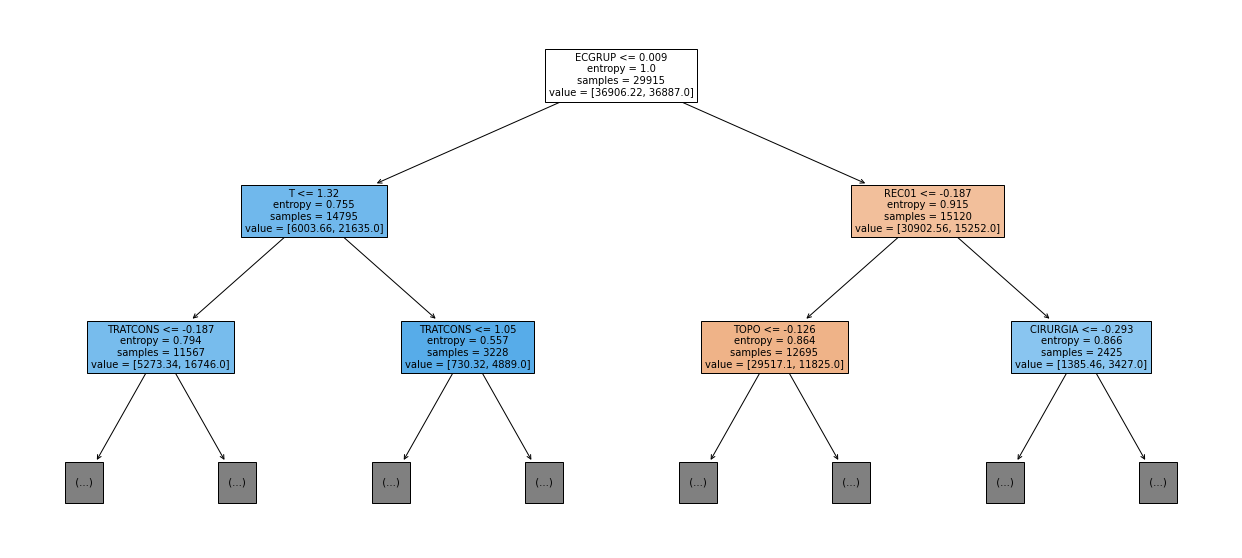 ECGRUP <= 0.009
entropy = 1.0
samples = 29915
value = [36906.22, 36887.0]
T <= 1.32
entropy = 0.755
samples = 14795
value = [6003.66, 21635.0]
REC01 <= -0.187
entropy = 0.915
samples = 15120
value = [30902.56, 15252.0]
TRATCONS <= -0.187
entropy = 0.794
samples = 11567
value = [5273.34, 16746.0]
TRATCONS <= 1.05
entropy = 0.557
samples = 3228
value = [730.32, 4889.0]
TOPO <= -0.126
entropy = 0.864
samples = 12695
value = [29517.1, 11825.0]
CIRURGIA <= -0.293
entropy = 0.866
samples = 2425
value = [1385.46, 3427.0]
(...)
(...)
(...)
(...)
(...)
(...)
(...)
(...)